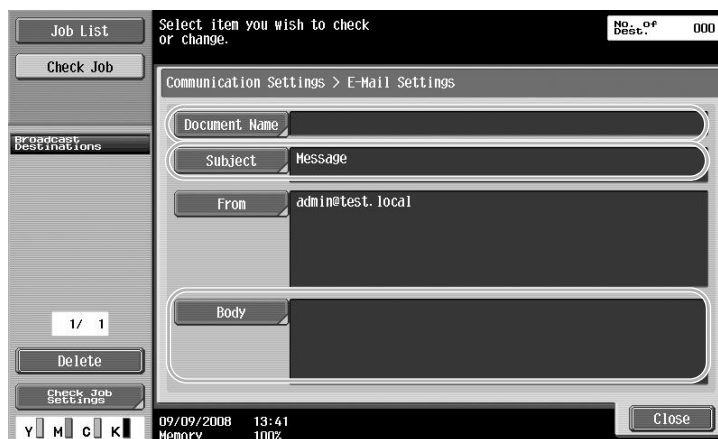 Job List
Check Job
Select item you wish to check
or change.
No. of
Dest.
000
Communication Settings > E-Mail Settings
Document Name
Broadcast
Destinations
Subject
Message
From
admin@test.local
Body
1/ 1
Delete
Check Job
Settings
Y M C K
09/09/2008 13:41
Memory 100%
Close